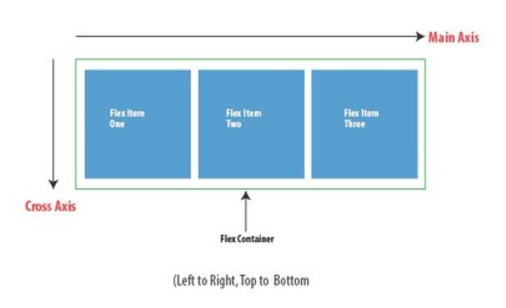 Main Axis
Flex Item
One
Flex Item
Two
Flex Item
Three
Cross Axis
Flex Container
(Left to Right, Top to Bottom